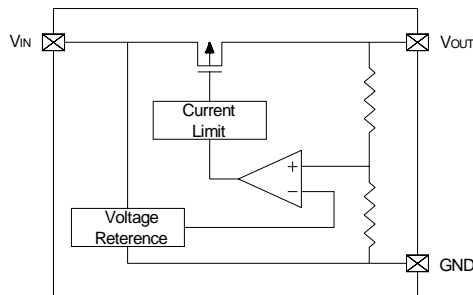 VIN
VOUT
Current
Limit
+
−
Voltage
Reterence
GND